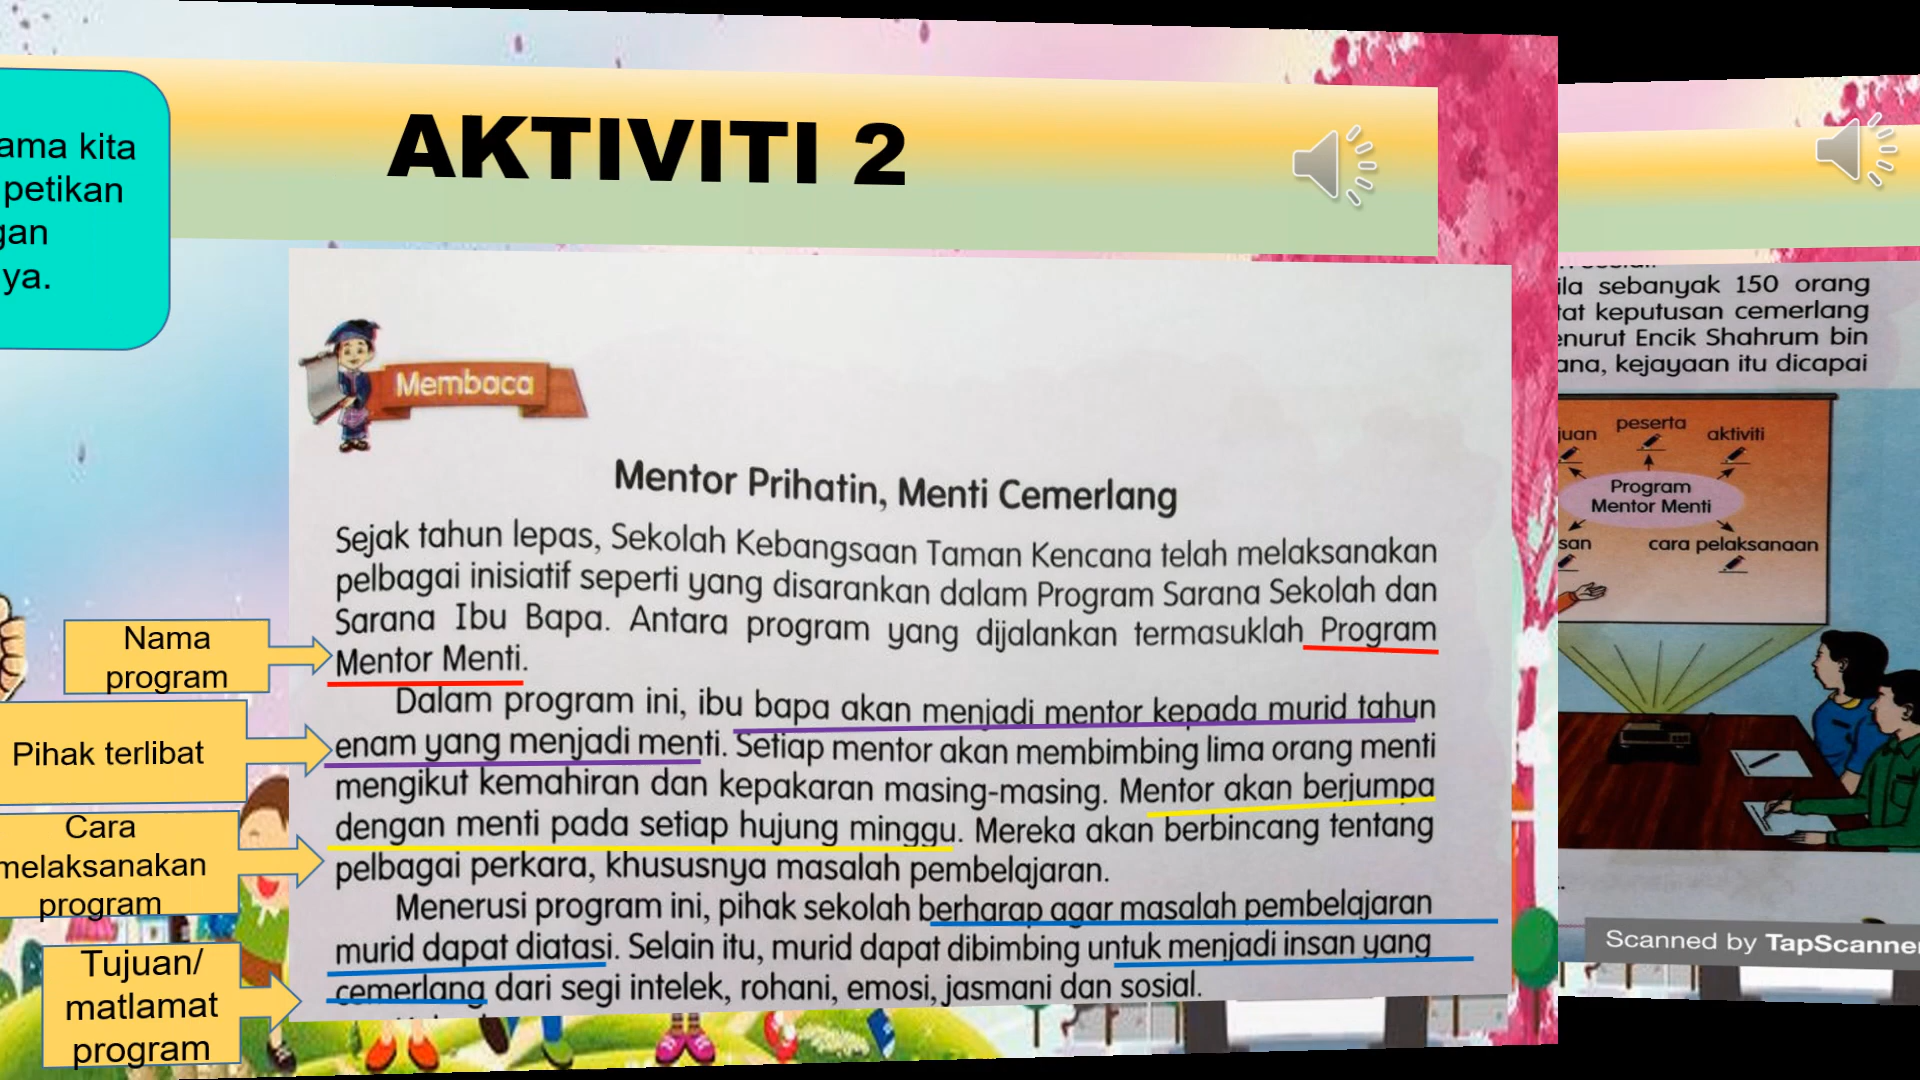 ama kita
petikan
gan
ya.
AKTIVITI 2
Membaca
Mentor Prihatin, Menti Cemerlang
Sejak tahun lepas, Sekolah Kebangsaan Taman Kencana telah melaksanakan
pelbagai inisiatif seperti yang disarankan dalam Program Sarana Sekolah dan
Sarana Ibu Bapa. Antara program yang dijalankan termasuklah Program
Mentor Menti.
Dalam program ini, ibu bapa akan menjadi mentor kepada murid tahun
enam yang menjadi menti. Setiap mentor akan membimbing lima orang menti
mengikut kemahiran dan kepakaran masing-masing. Mentor akan berjumpa
dengan menti pada setiap hujung minggu. Mereka akan berbincang tentang
pelbagai perkara, khususnya masalah pembelajaran.
Menerusi program ini, pihak sekolah berharap agar masalah pembelajaran
murid dapat diatasi. Selain itu, murid dapat dibimbing untuk menjadi insan yang
cemerlang dari segi intelek, rohani, emosi, jasmani dan sosial.
Nama
program
Pihak terlibat
Cara
melaksanakan
program
Tujuan/
matlamat
program
ila sebanyak 150 orang
tat keputusan cemerlang
enurut Encik Shahrum bin
ana, kejayaan itu dicapai
juan peserta aktiviti
Program
Mentor Menti
san cara pelaksanaan
Scanned by TapScanner